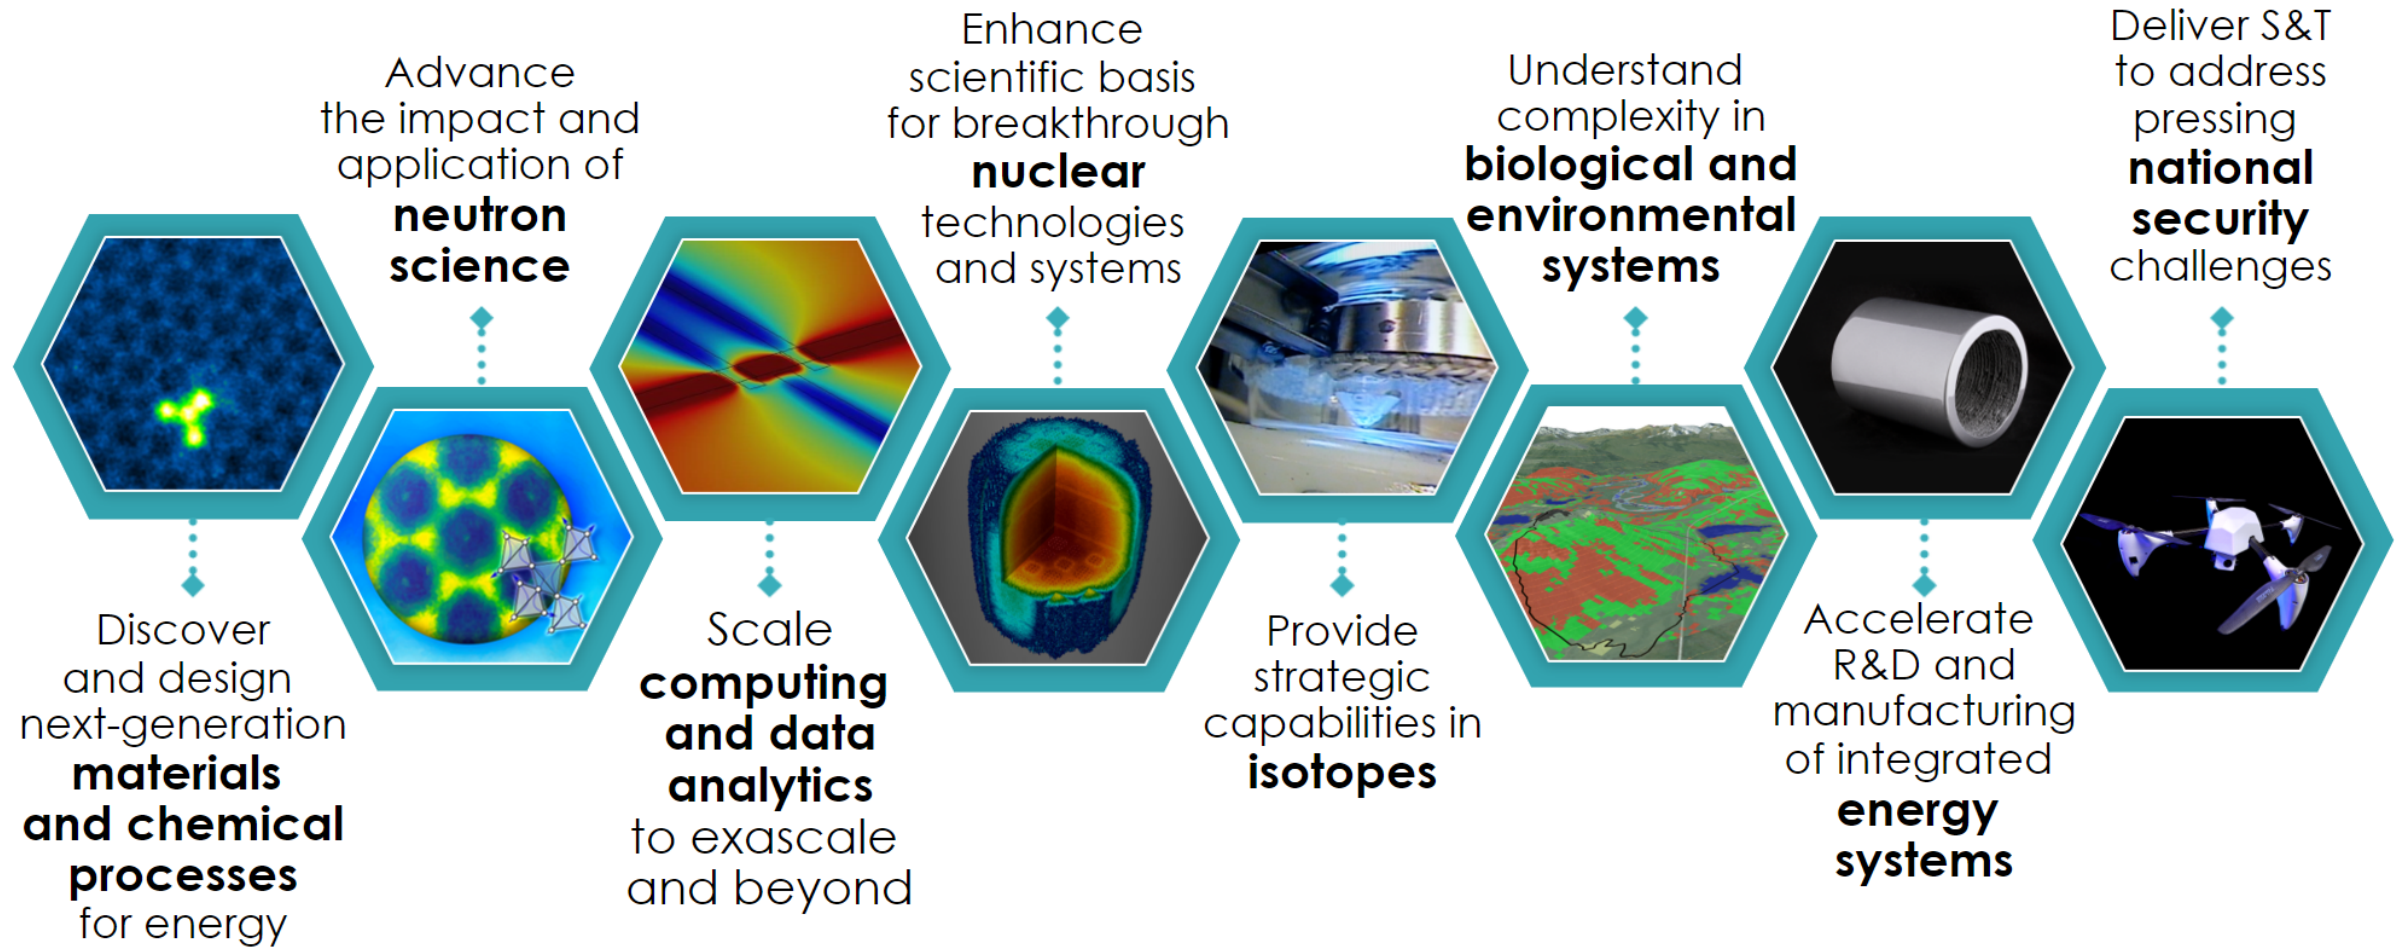 Discover
and design
next-generation
materials
and chemical
processes
for energy
Advance
the impact and
application of
neutron
science
Scale
computing
and data
analytics
to exascale
and beyond
Enhance
scientific basis
for breakthrough
nuclear
technologies
and systems
Provide
strategic
capabilities in
isotopes
Understand
complexity in
biological and
environmental
systems
Accelerate
R&D and
manufacturing
of integrated
energy
systems
Deliver S&T
to address
pressing
national
security
challenges